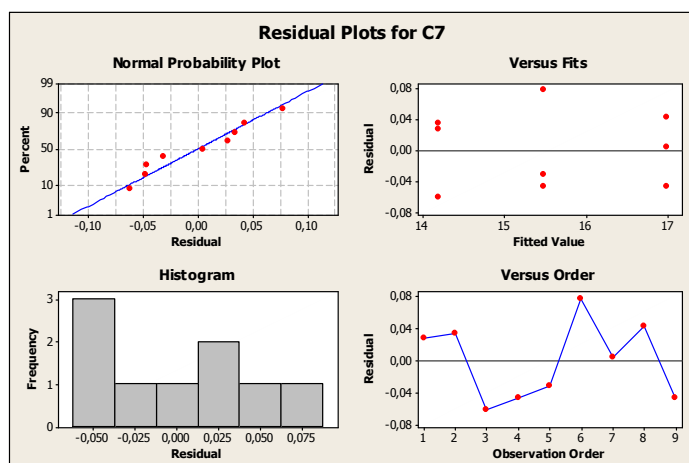 Residual Plots for C7
Normal Probability Plot
99
90
50
10
1
Percent
-0,10 -0,05 0,00 0,05 0,10
Residual
Versus Fits
0,08
0,04
0,00
-0,04
-0,08
Residual
14 15 16 17
Fitted Value
Histogram
3
2
1
0
Frequency
-0,050 -0,025 0,000 0,025 0,050 0,075
Residual
Versus Order
0,08
0,04
0,00
-0,04
-0,08
Residual
1 2 3 4 5 6 7 8 9
Observation Order